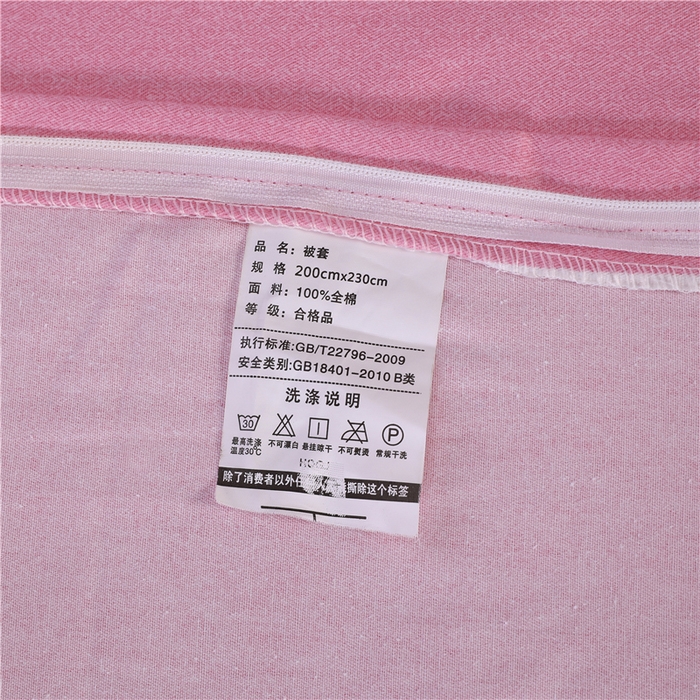 品 名：被套
规 格 200cmx230cm
面 料：100%全棉
等 级：合格品
执行标准:GB/T22796-2009
安全类别:GB18401-2010 B类
洗涤说明
30 P
最高洗涤温度30℃ 不可漂白 悬挂晾干 不可熨烫 常规干洗
除了消费者以外任 撕除这个标签